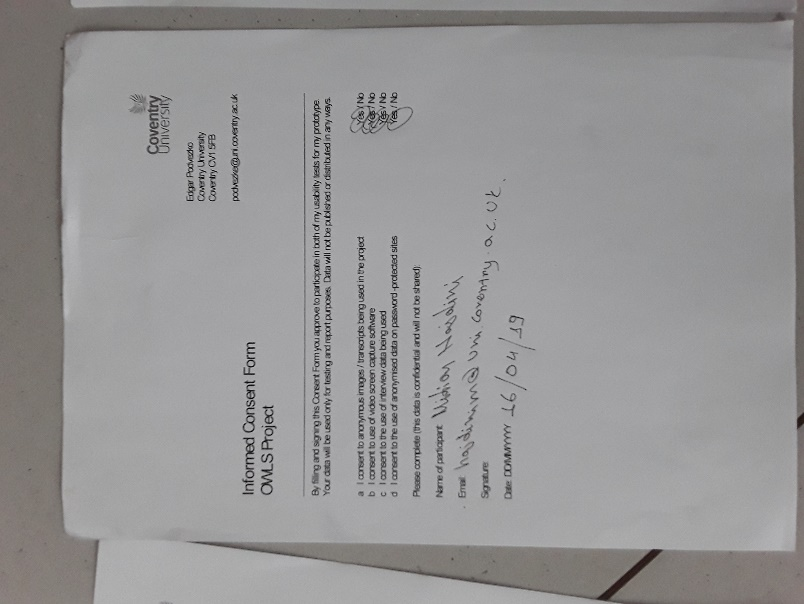 Coventry
University
Edgar Podvezko
Coventry University
Coventry CV1 5FB
podvezke@uni.coventry.ac.uk
Informed Consent Form
OWLS Project
By filling and signing this Consent Form you approve to participate in both of my usability tests for my prototype.
Your data will be used only for testing and report purposes. Data will not be published or distributed in any ways.
a I consent to anonymous images / transcripts being used in the project Yes / No
b I consent to use of video screen capture software Yes / No
c I consent to the use of interview data being used Yes / No
d I consent to the use of anonymised data on password-protected sites Yes / No
Please complete (this data is confidential and will not be shared):
Name of participant: Hajdini
Email: hajdinim@uni.coventry.ac.uk.
Signature:
Date: DD/MM/YYYY 16/04/19